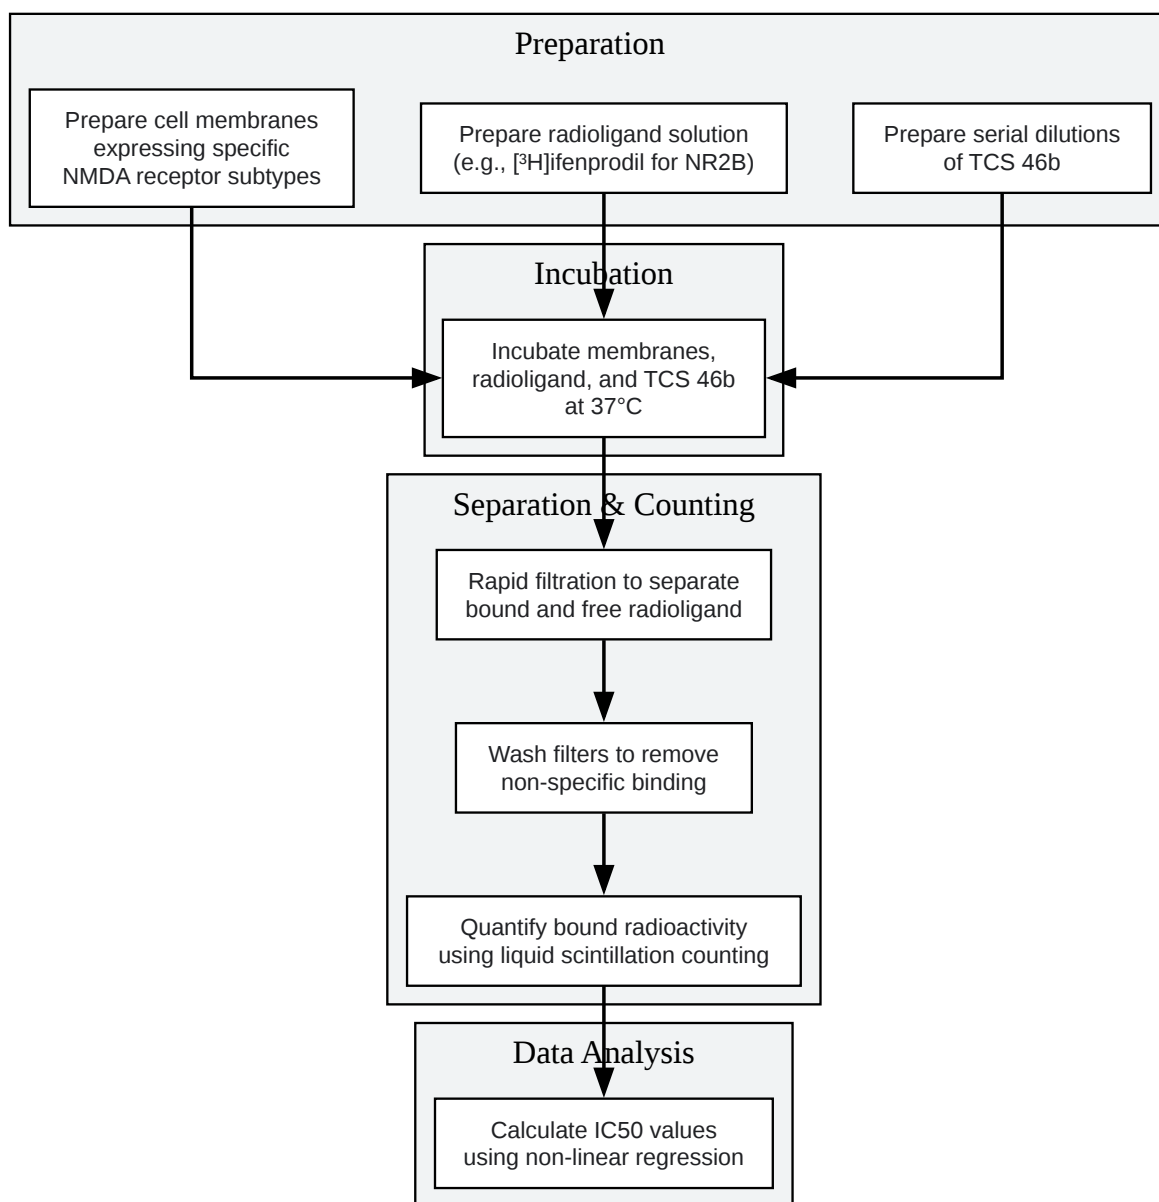 Preparation
Prepare cell membranes
expressing specific
NMDA receptor subtypes
Prepare radioligand solution
(e.g., [³H]ifenprodil for NR2B)
Prepare serial dilutions
of TCS 46b
Incubation
Incubate membranes,
radioligand, and TCS 46b
at 37°C
Separation & Counting
Rapid filtration to separate
bound and free radioligand
Wash filters to remove
non-specific binding
Quantify bound radioactivity
using liquid scintillation counting
Data Analysis
Calculate IC50 values
using non-linear regression